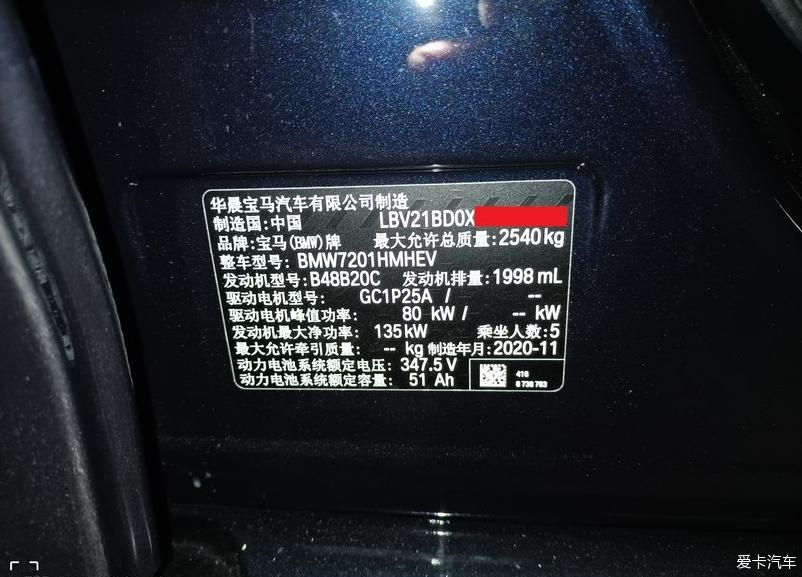 华晨宝马汽车有限公司制造
制造国:中国 LBV21BD0X
品牌:宝马(BMW)牌 最大允许总质量:2540kg
整车型号: BMW7201HMHEV
发动机型号:B48B20C 发动机排量:1998 mL
驱动电机型号: GC1P25A / --
驱动电机峰值功率: 80 kW / -- kW
发动机最大净功率: 135kW 乘坐人数:5
最大允许牵引质量: -- kg 制造年月:2020-11
动力电池系统额定电压: 347.5 V
动力电池系统额定容量: 51 Ah
416
8 738 763
爱卡汽车